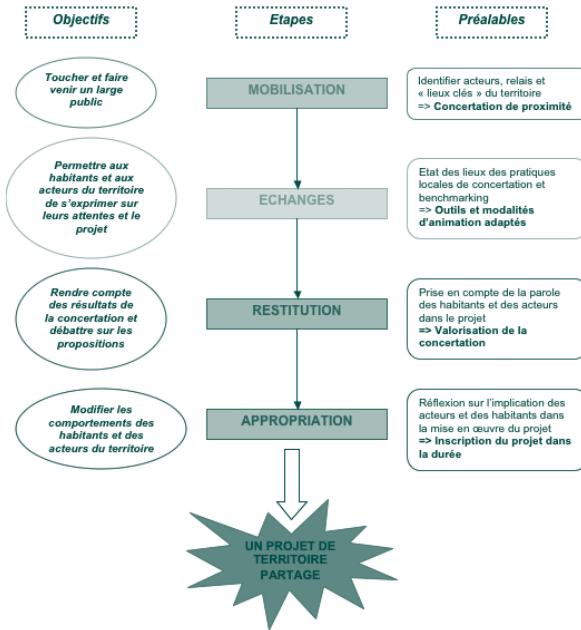 Objectifs
Etapes
Préalables
Toucher et faire
venir un large
public
MOBILISATION
Identifier acteurs, relais et
« lieux clés » du territoire
=> Concertation de proximité
Permettre aux
habitants et aux
acteurs du territoire
de s'exprimer sur
leurs attentes et le
projet
ECHANGES
Etat des lieux des pratiques
locales de concertation et
benchmarking
=> Outils et modalités
d'animation adaptés
Rendre compte
des résultats de
la concertation et
débattre sur les
propositions
RESTITUTION
Prise en compte de la parole
des habitants et des acteurs
dans le projet
=> Valorisation de la
concertation
Modifier les
comportements des
habitants et des
acteurs du territoire
APPROPRIATION
Réflexion sur l'implication des
acteurs et des habitants dans
la mise en œuvre du projet
=> Inscription du projet dans
la durée
UN PROJET DE
TERRITOIRE
PARTAGE